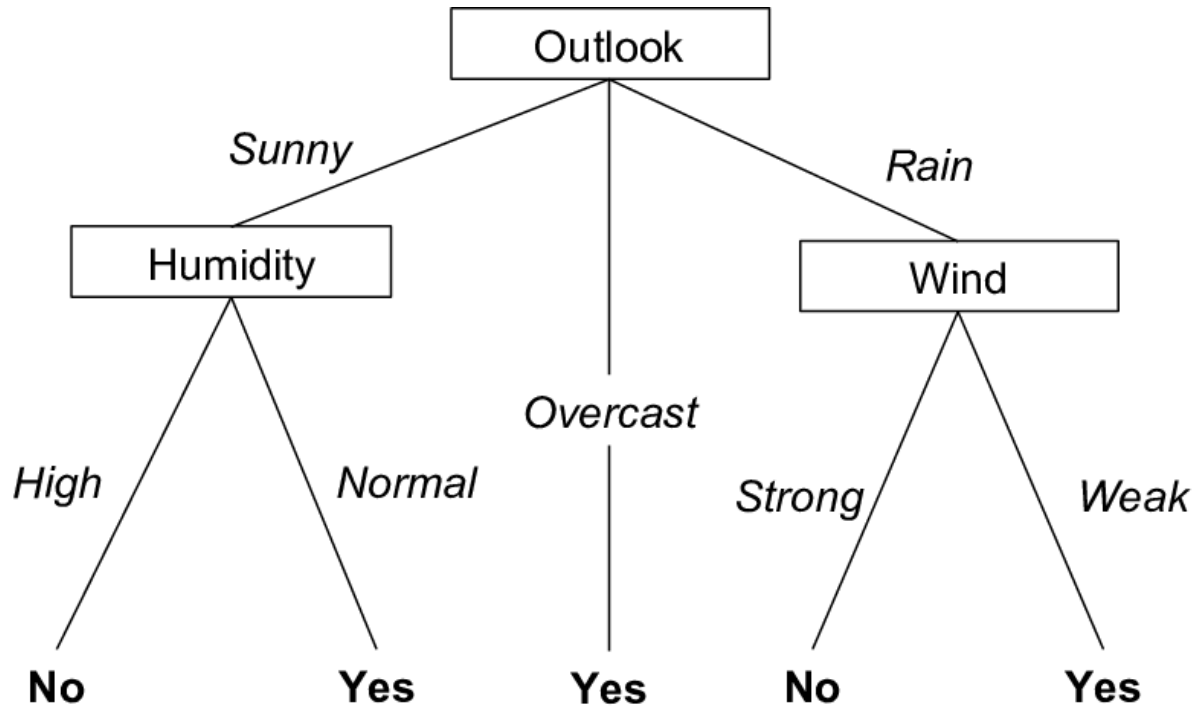 Outlook
Sunny
Rain
Humidity
Wind
Overcast
High
Normal
Strong
Weak
No
Yes
Yes
No
Yes